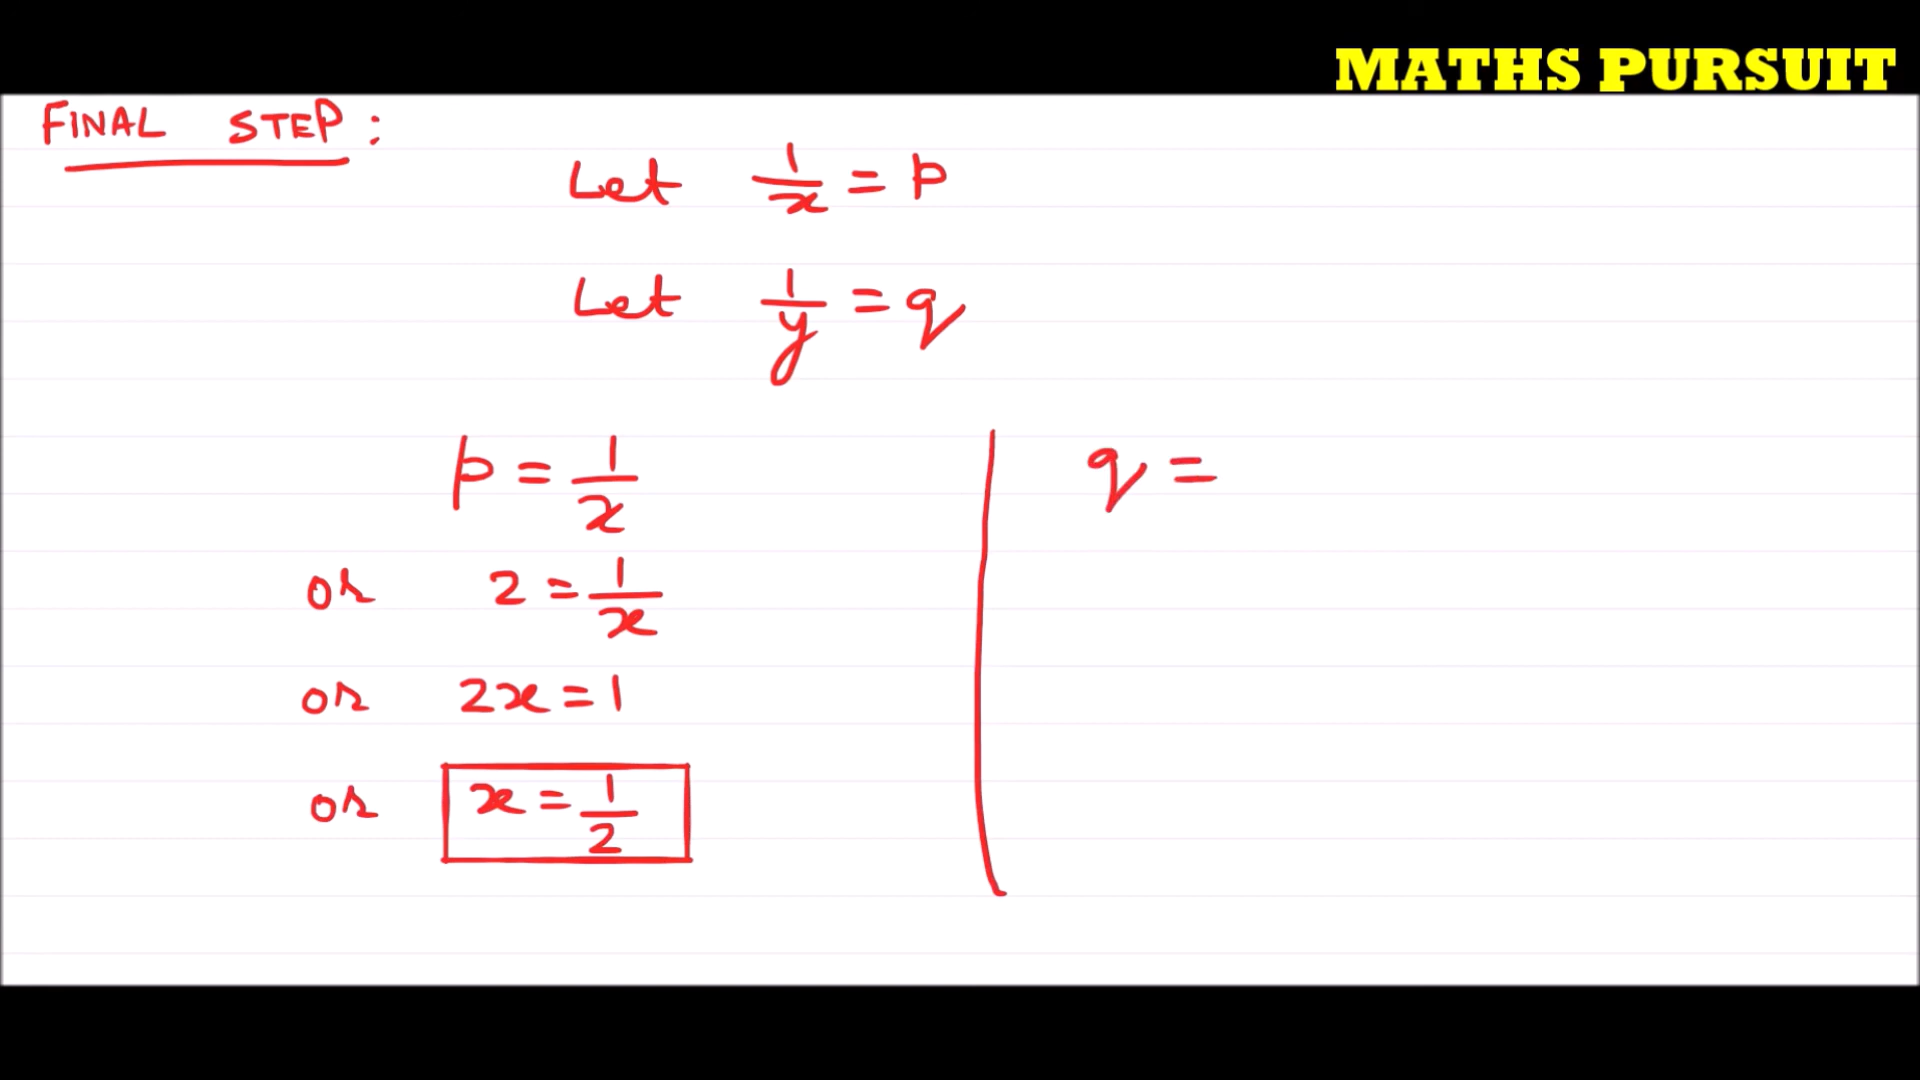 MATHS PURSUIT
FINAL STEP:
Let 1/x = p
Let 1/y = q
p = 1/x
or 2 = 1/x
or 2x = 1
or x = 1/2
q =